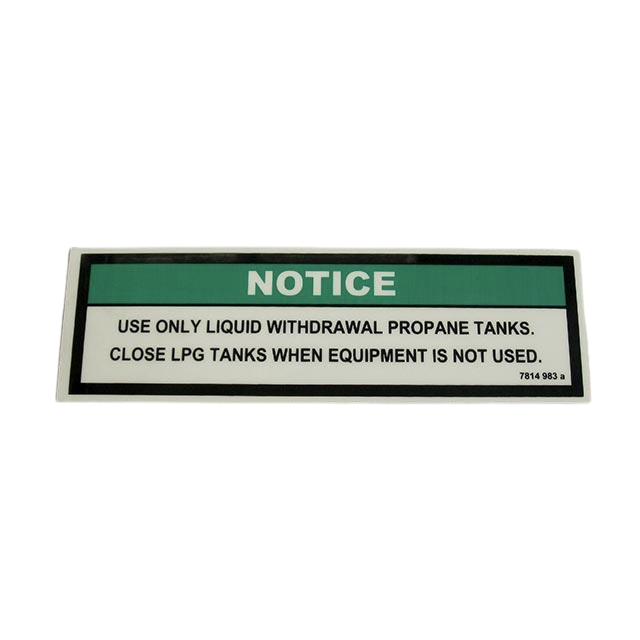 NOTICE
USE ONLY LIQUID WITHDRAWAL PROPANE TANKS.
CLOSE LPG TANKS WHEN EQUIPMENT IS NOT USED.
7814 983 a